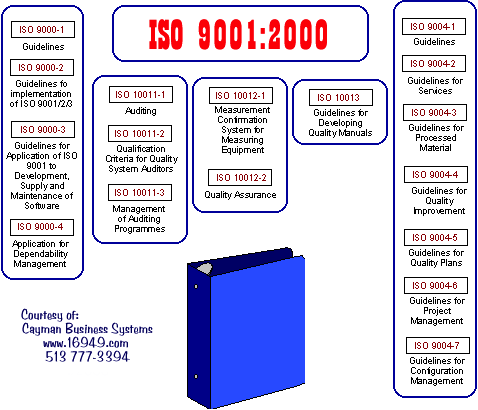 ISO 9001:2000
ISO 9000-1
Guidelines
ISO 9000-2
Guidelines fo
implementation
of ISO 9001/2/3
ISO 9000-3
Guidelines for
Application of ISO
9001 to
Development,
Supply and
Maintenance of
Software
ISO 9000-4
Application for
Dependability
Management
ISO 10011-1
Auditing
ISO 10011-2
Qualification
Criteria for Quality
System Auditors
ISO 10011-3
Management
of Auditing
Programmes
ISO 10012-1
Measurement
Confirmation
System for
Measuring
Equipment
ISO 10012-2
Quality Assurance
ISO 10013
Guidelines for
Developing
Quality Manuals
ISO 9004-1
Guidelines
ISO 9004-2
Guidelines for
Services
ISO 9004-3
Guidelines for
Processed
Material
ISO 9004-4
Guidelines for
Quality
Improvement
ISO 9004-5
Guidelines for
Quality Plans
ISO 9004-6
Guidelines for
Project
Management
ISO 9004-7
Guidelines for
Configuration
Management
Courtesy of:
Cayman Business Systems
www.16949.com
513 777-3394